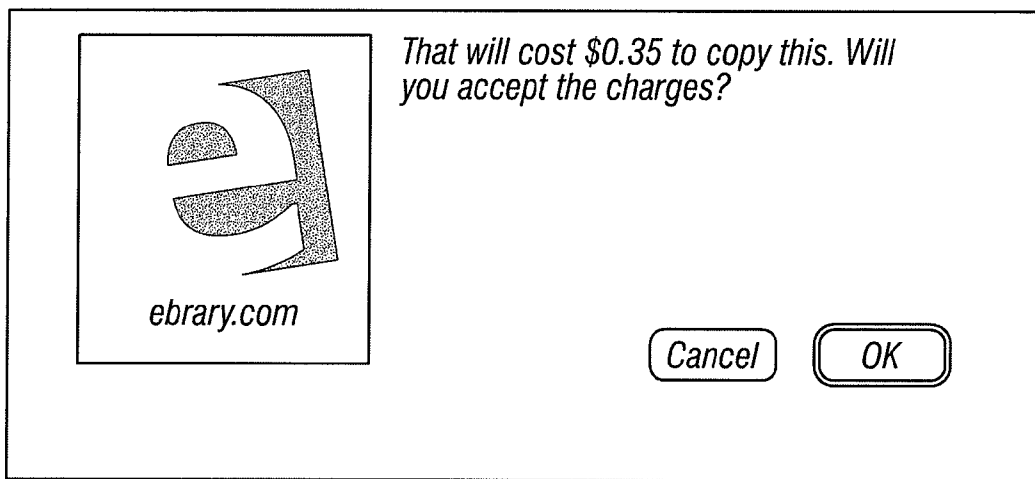 That will cost $0.35 to copy this. Will
you accept the charges?
ebrary.com
Cancel
OK